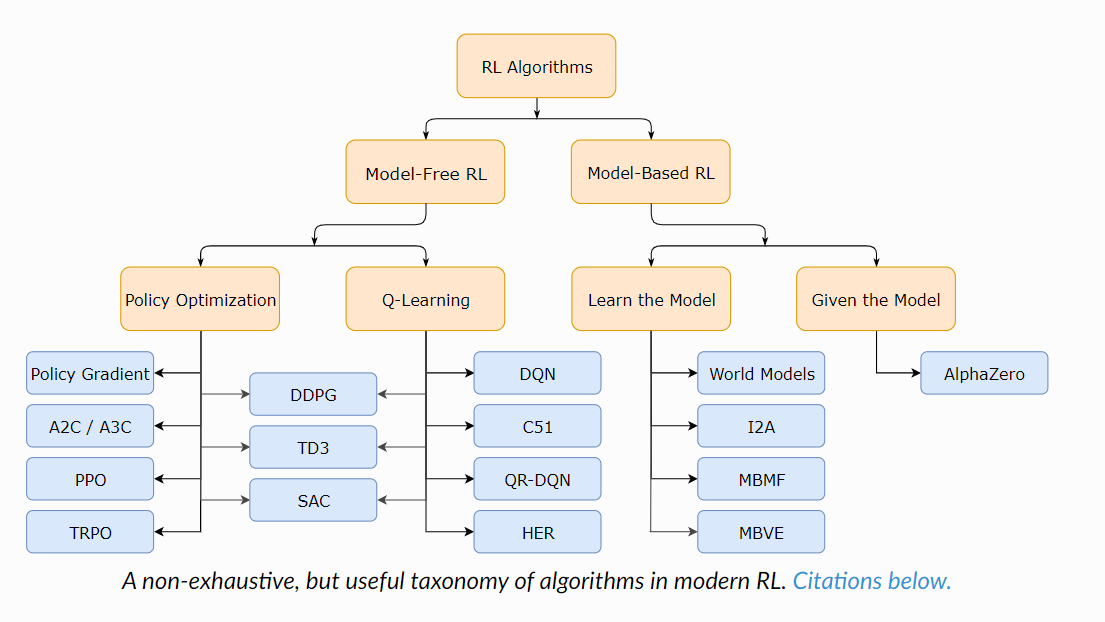 RL Algorithms
Model-Free RL
Model-Based RL
Policy Optimization
Q-Learning
Learn the Model
Given the Model
Policy Gradient
DDPG
DQN
World Models
AlphaZero
A2C / A3C
TD3
C51
I2A
PPO
SAC
QR-DQN
MBMF
TRPO
HER
MBVE
A non-exhaustive, but useful taxonomy of algorithms in modern RL. Citations below.